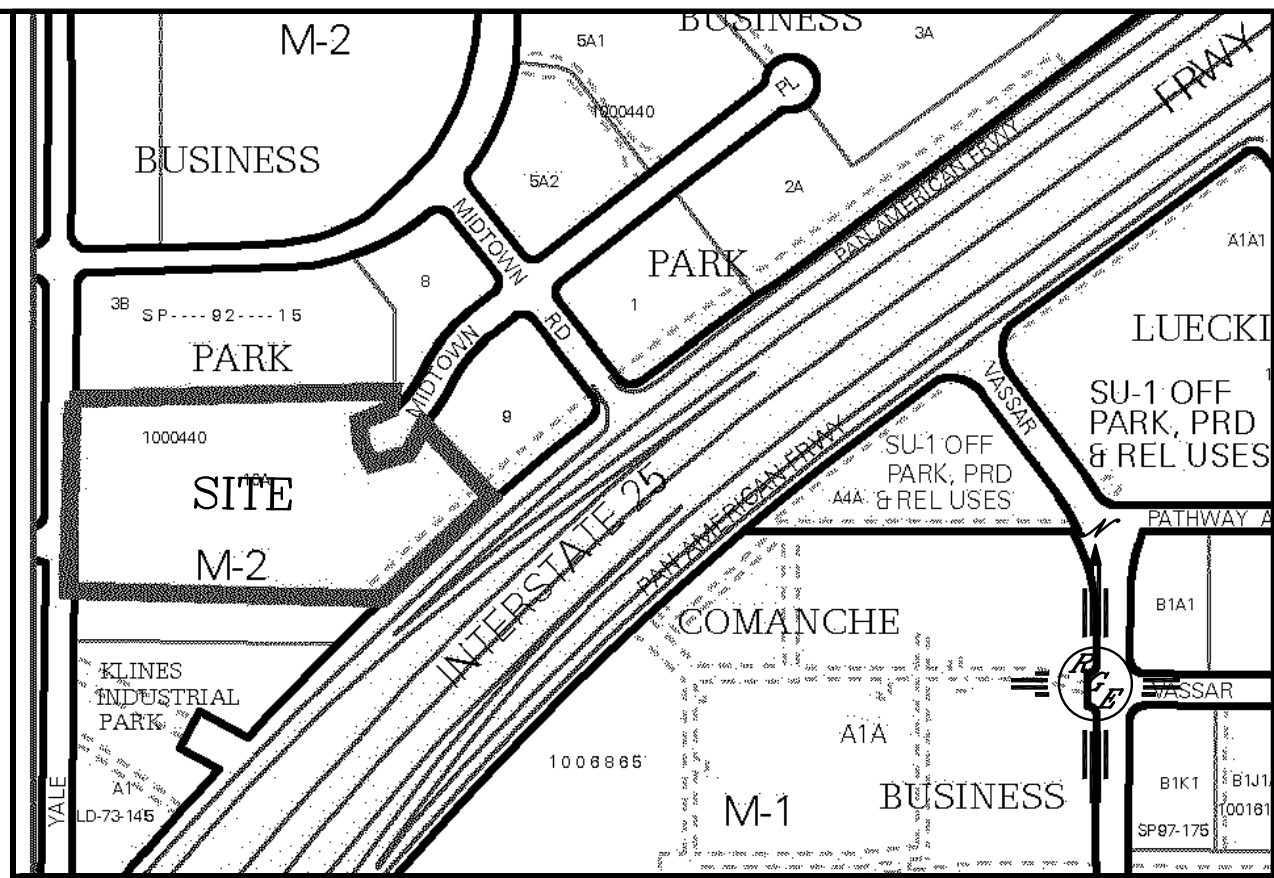 M-2
BUSINESS
5A1
3A
FRWY
PL
1000440
BUSINESS
5A2
2A
PAN AMERICAN FRWY
MIDTOWN
RD
PARK
A1A1
8
1
3B
SP----92----15
LUECKI
PARK
MIDTOWN
VASSAR
SU-1 OFF
PARK, PRD
& REL USES
9
1000440
SU-1 OFF
PARK, PRD
& REL USES
A4A
SITE
INTERSTATE 25
PAN AMERICAN FRWY
PATHWAY A
N
M-2
B1A1
COMANCHE
KLINES
INDUSTRIAL
PARK
RGE
VASSAR
A1A
1006865
A1
YALE
LD-73-145
M-1
BUSINESS
B1K1
B1J1
100161
SP97-175